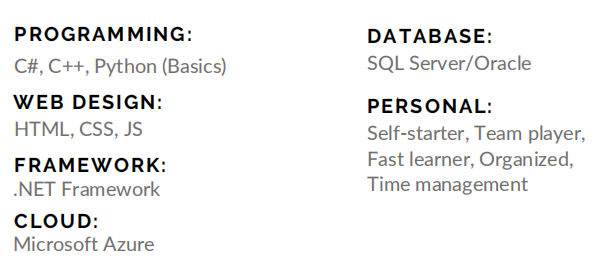 PROGRAMMING:
C#, C++, Python (Basics)
WEB DESIGN:
HTML, CSS, JS
FRAMEWORK:
.NET Framework
CLOUD:
Microsoft Azure
DATABASE:
SQL Server/Oracle
PERSONAL:
Self-starter, Team player,
Fast learner, Organized,
Time management